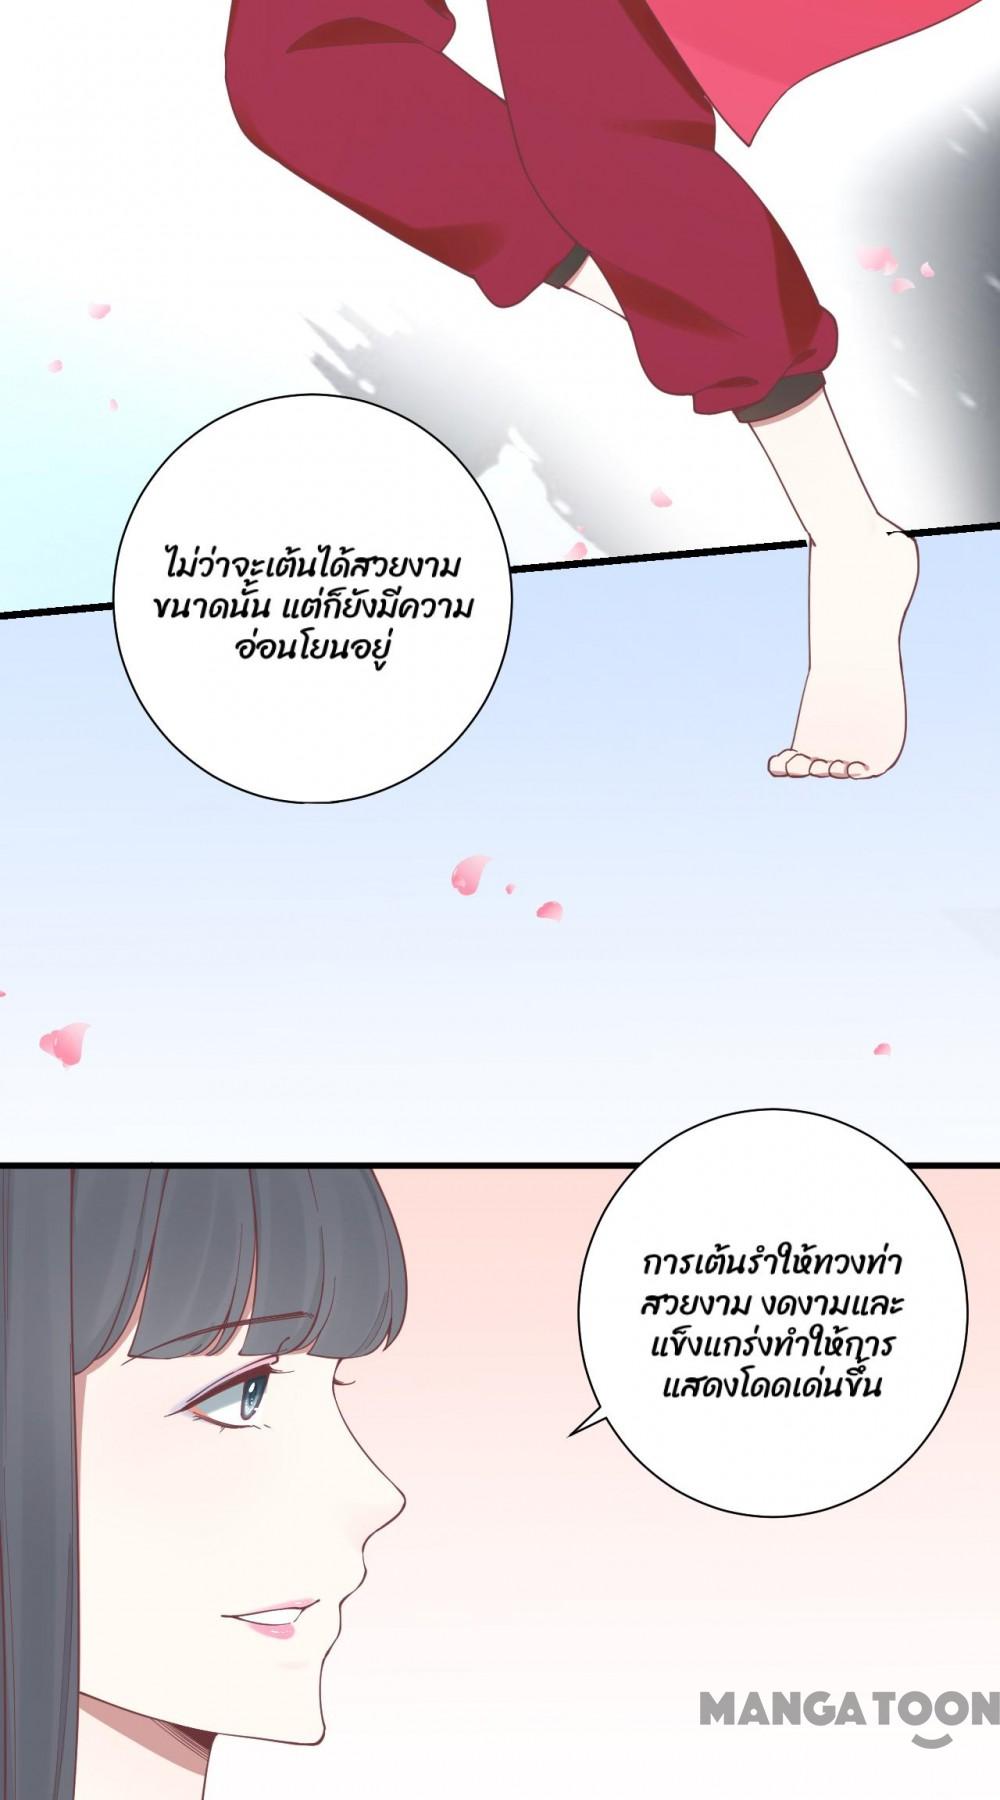 ไม่ว่าจะเต้นได้สวยงาม
ขนาดนั้น แต่ก็ยังมีความ
อ่อนโยนอยู่
การเต้นรำให้ทวงท่า
สวยงาม งดงามและ
แข็งแกร่งทำให้การ
แสดงโดดเด่นขึ้น
MANGATOON